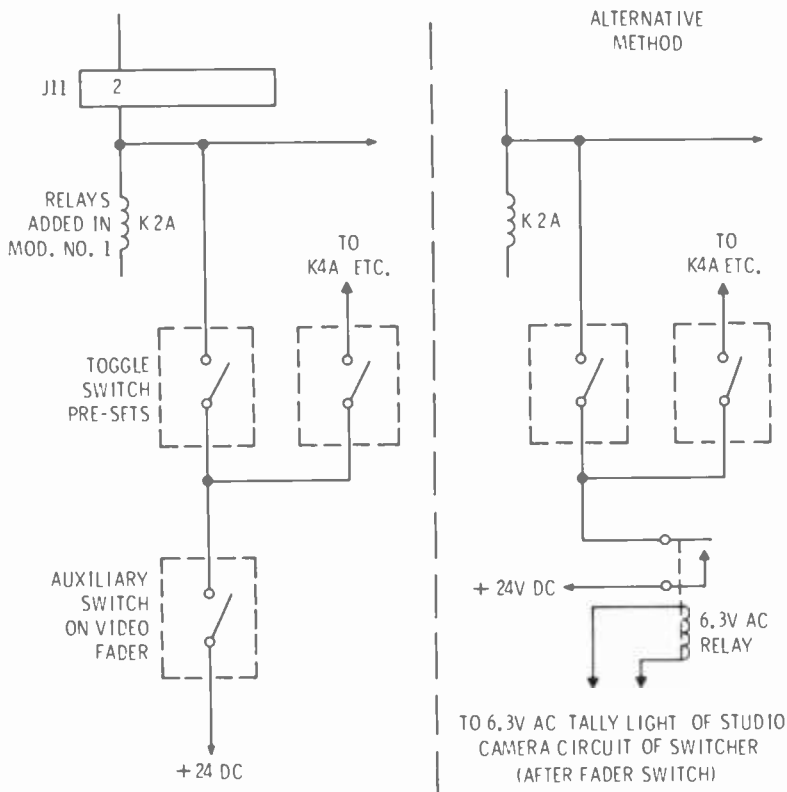 J11 2
RELAYS
ADDED IN
MOD. NO. 1
K2A
TO
K4A ETC.
TOGGLE
SWITCH
PRE-SETS
AUXILIARY
SWITCH
ON VIDEO
FADER
+24 DC
ALTERNATIVE
METHOD
K2A
TO
K4A ETC.
+ 24V DC
6.3V AC
RELAY
TO 6.3V AC TALLY LIGHT OF STUDIO
CAMERA CIRCUIT OF SWITCHER
(AFTER FADER SWITCH)